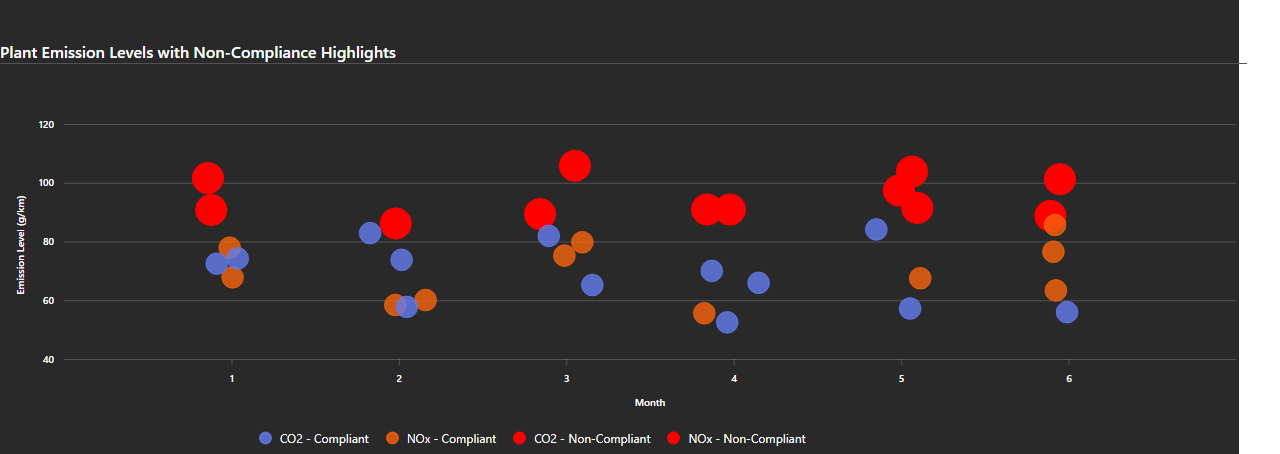 Plant Emission Levels with Non-Compliance Highlights
120
100
80
60
40
Emission Level (g/km)
1 2 3 4 5 6
Month
CO2 - Compliant NOx - Compliant CO2 - Non-Compliant NOx - Non-Compliant